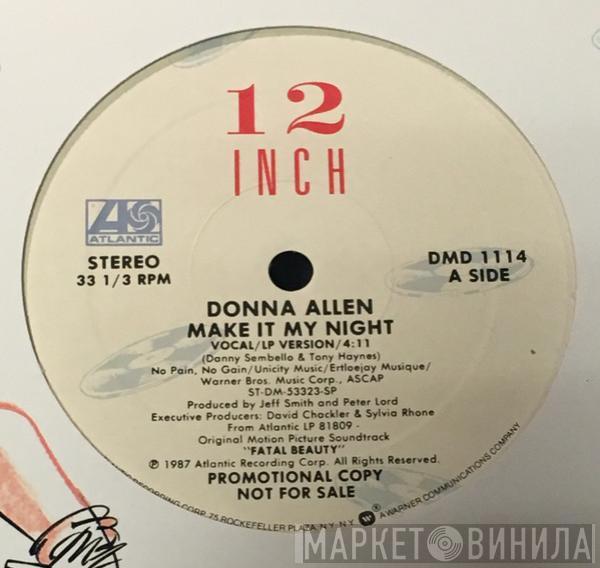 12
INCH
ATLANTIC
STEREO
33 1/3 RPM
DMD 1114
A SIDE
DONNA ALLEN
MAKE IT MY NIGHT
VOCAL/LP VERSION/4:11
(Danny Sembello & Tony Haynes)
No Pain, No Gain/Unicity Music/Ertloejay Musique/
Warner Bros. Music Corp., ASCAP
ST-DM-53323-SP
Produced by Jeff Smith and Peter Lord
Executive Producers: David Chackler & Sylvia Rhone
From Atlantic LP 81809 -
Original Motion Picture Soundtrack
"FATAL BEAUTY"
℗ 1987 Atlantic Recording Corp. All Rights Reserved.
PROMOTIONAL COPY
NOT FOR SALE
RECORDING CORP. 75 ROCKEFELLER PLAZA, N.Y. N.Y. A WARNER COMMUNICATIONS COMPANY
МАРКЕТ ВИНИЛА